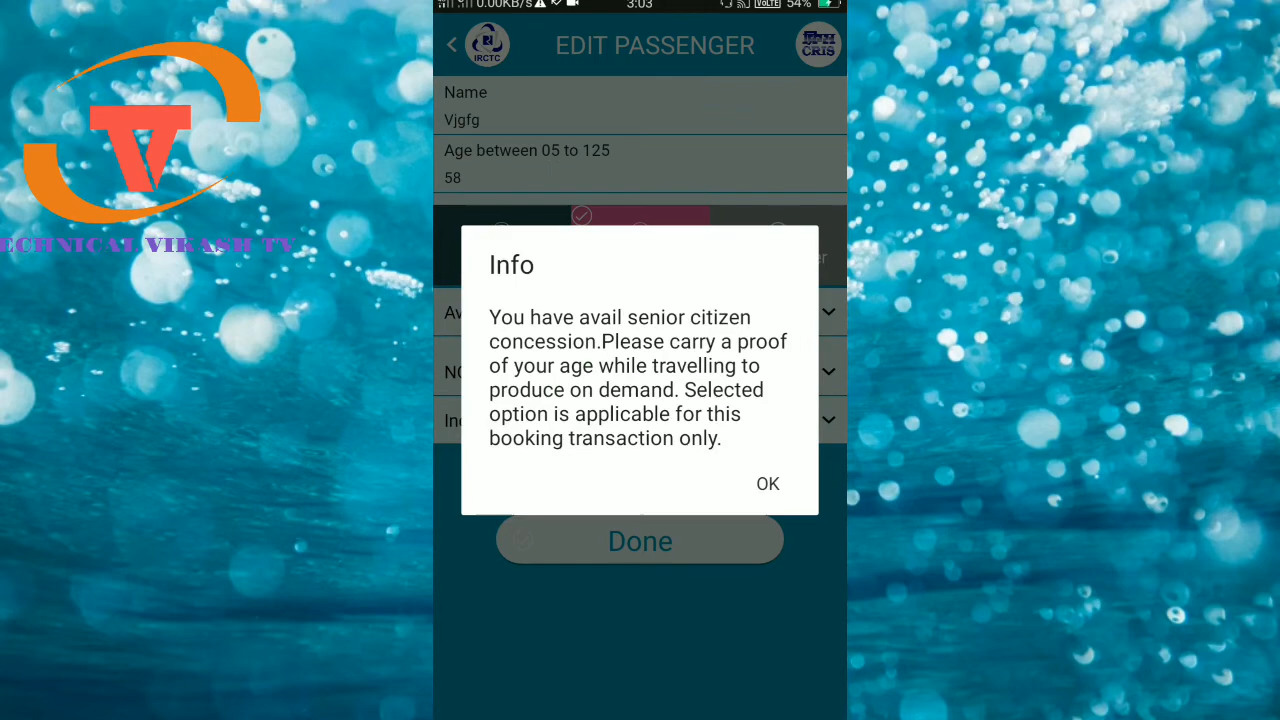 0.00KB/s 3:03 VoLTE 54%
IRCTC
EDIT PASSENGER
CRIS
Name
Vjgfg
Age between 05 to 125
58
TECHNICAL VIKASH TV
Info
You have avail senior citizen
concession.Please carry a proof
of your age while travelling to
produce on demand. Selected
option is applicable for this
booking transaction only.
OK
Done